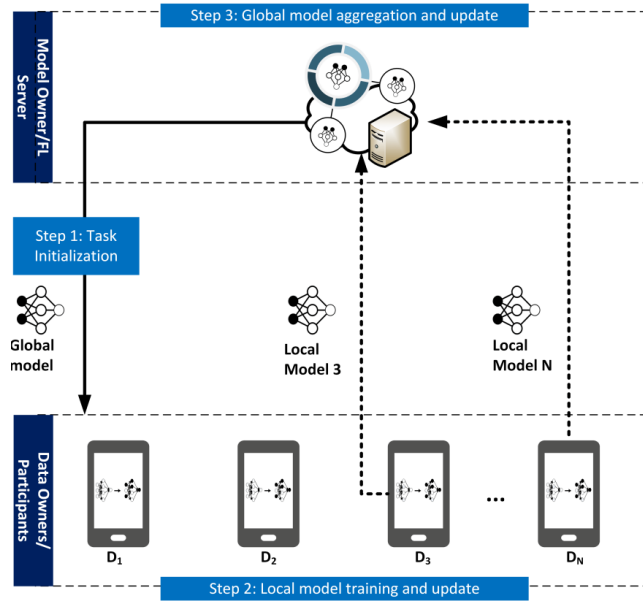 Step 3: Global model aggregation and update
Model Owner/FL
Server
Step 1: Task
Initialization
Global
model
Local
Model 3
Local
Model N
Data Owners/
Participants
D1
D2
D3
...
DN
Step 2: Local model training and update